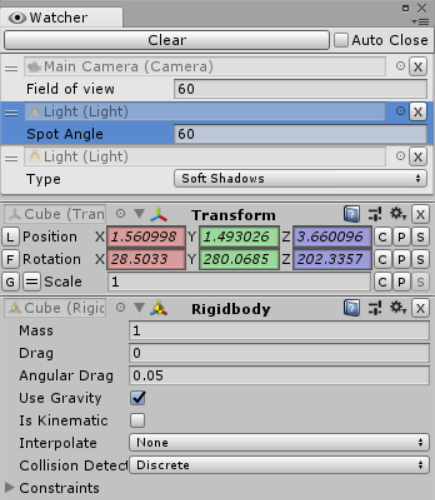 Watcher
Clear Auto Close
Main Camera (Camera) X
Field of view 60
Light (Light) X
Spot Angle 60
Light (Light) X
Type Soft Shadows
Cube (Tran Transform
L Position X 1.560998 Y 1.493026 Z 3.660096 C P S
F Rotation X 28.5033 Y 280.0685 Z 202.3357 C P S
G = Scale 1 C P S
Cube (Rigid Rigidbody
Mass 1
Drag 0
Angular Drag 0.05
Use Gravity
Is Kinematic
Interpolate None
Collision Detect Discrete
Constraints